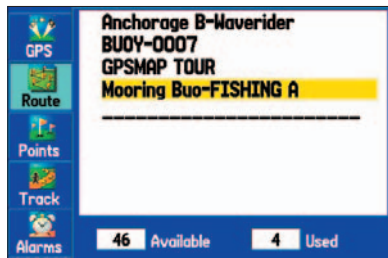 GPS
Route
Points
Track
Alarms
Anchorage B-Waverider
BUOY-0007
GPSMAP TOUR
Mooring Buo-FISHING A
46 Available 4 Used